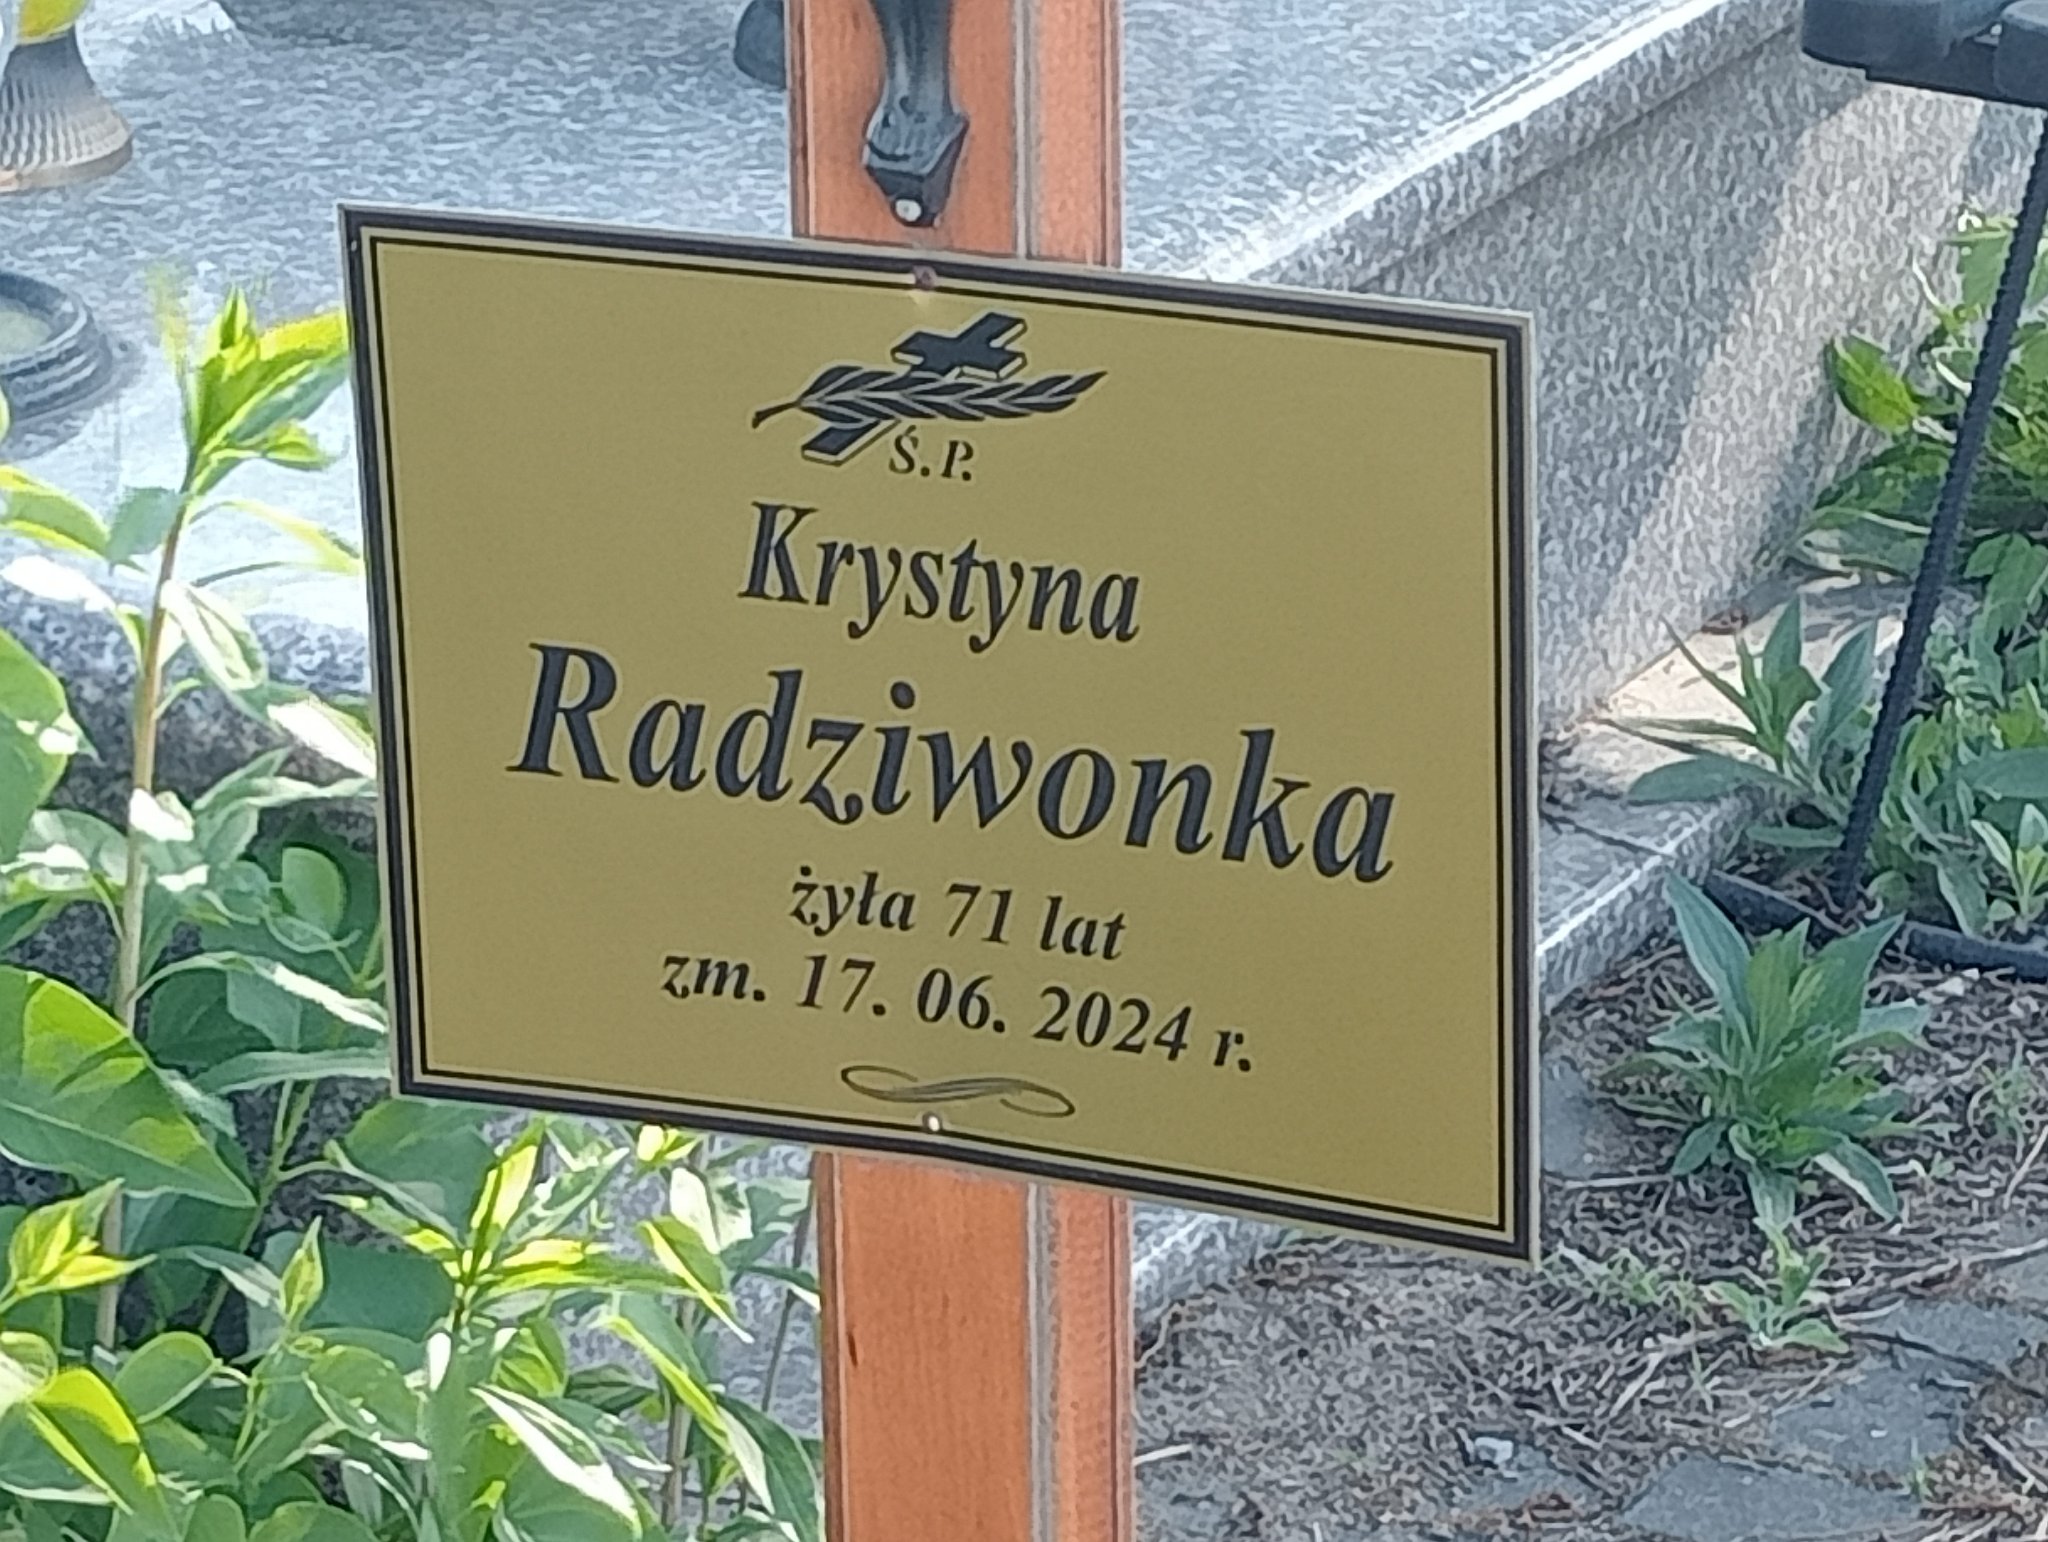 Ś.P.
Krystyna
Radziwonka
żyła 71 lat
zm. 17. 06. 2024 r.